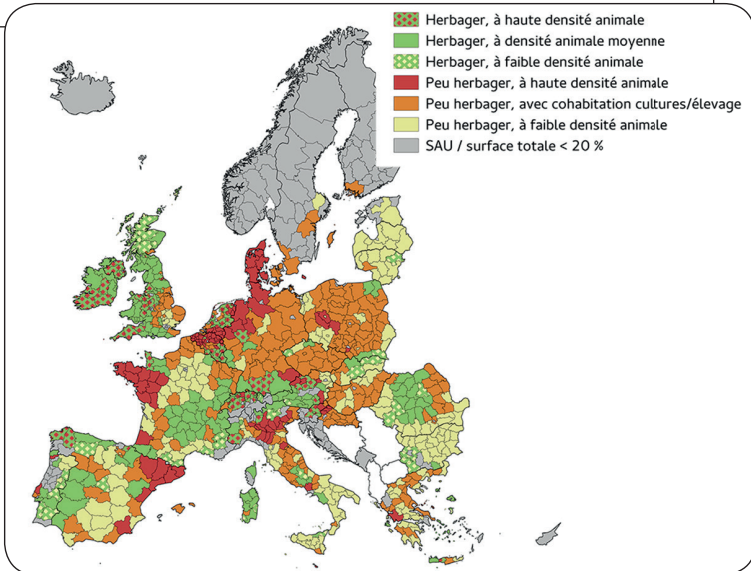 Herbager, à haute densité animale
Herbager, à densité animale moyenne
Herbager, à faible densité animale
Peu herbager, à haute densité animale
Peu herbager, avec cohabitation cultures/élevage
Peu herbager, à faible densité animale
SAU / surface totale < 20 %